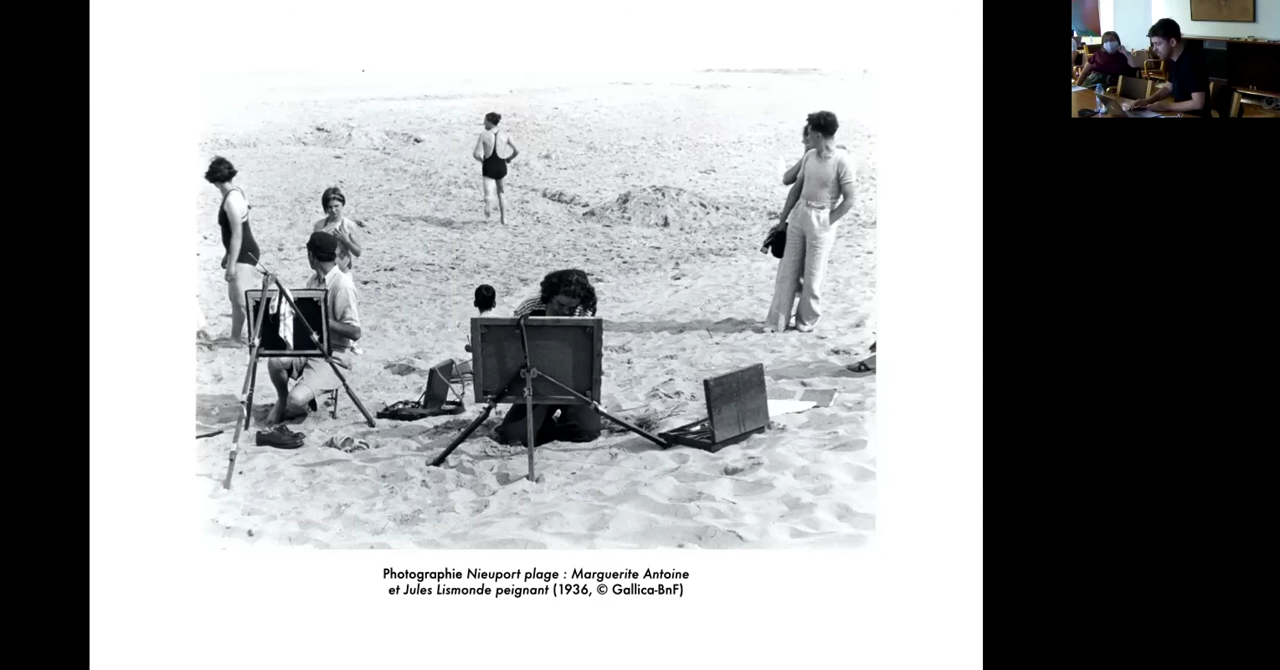 Photographie Nieuport plage : Marguerite Antoine
et Jules Lismonde peignant (1936, © Gallica-BnF)